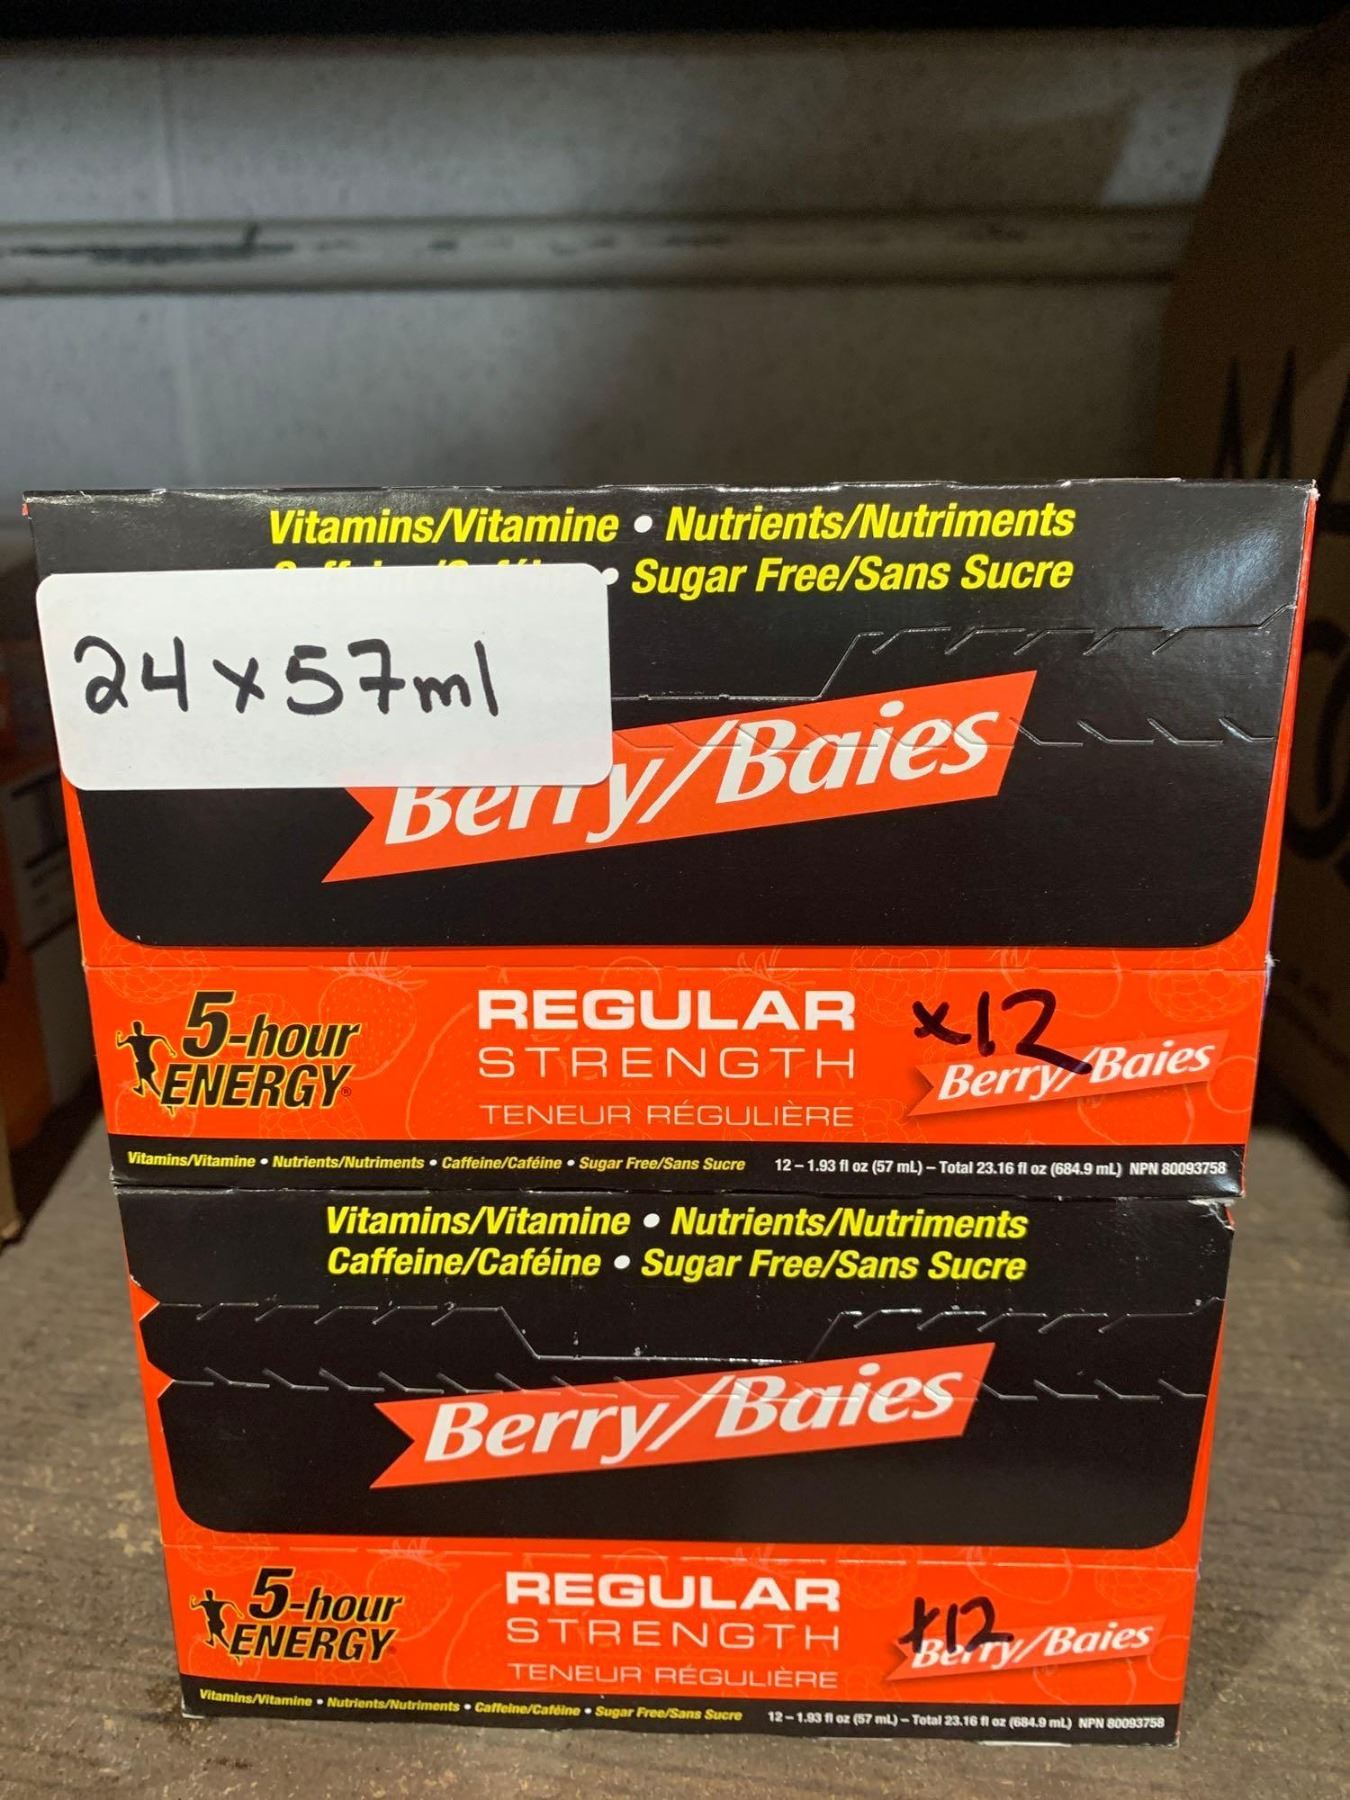 Vitamins/Vitamine • Nutrients/Nutriments
• Sugar Free/Sans Sucre
24x57ml
Berry/Baies
5-hour
ENERGY
REGULAR
STRENGTH
TENEUR RÉGULIÈRE
x12
Berry/Baies
Vitamins/Vitamine • Nutrients/Nutriments • Caffeine/Caféine • Sugar Free/Sans Sucre 12 – 1.93 fl oz (57 mL) – Total 23.16 fl oz (684.9 mL) NPN 80093758
Vitamins/Vitamine • Nutrients/Nutriments
Caffeine/Caféine • Sugar Free/Sans Sucre
Berry/Baies
5-hour
ENERGY
REGULAR
STRENGTH
TENEUR RÉGULIÈRE
x12
Berry/Baies
Vitamins/Vitamine • Nutrients/Nutriments • Caffeine/Caféine • Sugar Free/Sans Sucre 12 – 1.93 fl oz (57 mL) – Total 23.16 fl oz (684.9 mL) NPN 80093758